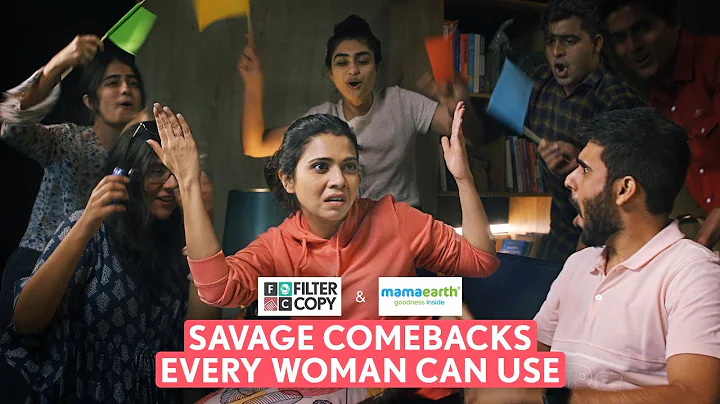 F
C
FILTER
COPY
&
mamaearth®
goodness inside
SAVAGE COMEBACKS
EVERY WOMAN CAN USE